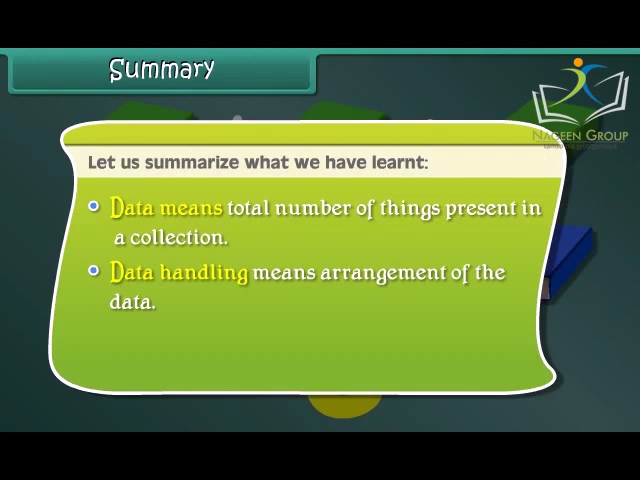 Summary
NAGEEN GROUP
Let us summarize what we have learnt:
Data means total number of things present in
a collection.
Data handling means arrangement of the
data.